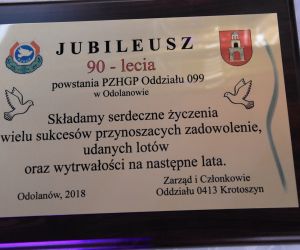 JUBILEUSZ
90 - lecia
powstania PZHGP Oddziału 099
w Odolanowie
Składamy serdeczne życzenia
wielu sukcesów przynoszacych zadowolenie,
udanych lotów
oraz wytrwałości na następne lata.
Zarząd i Członkowie
Odolanów, 2018 Oddziału 0413 Krotoszyn